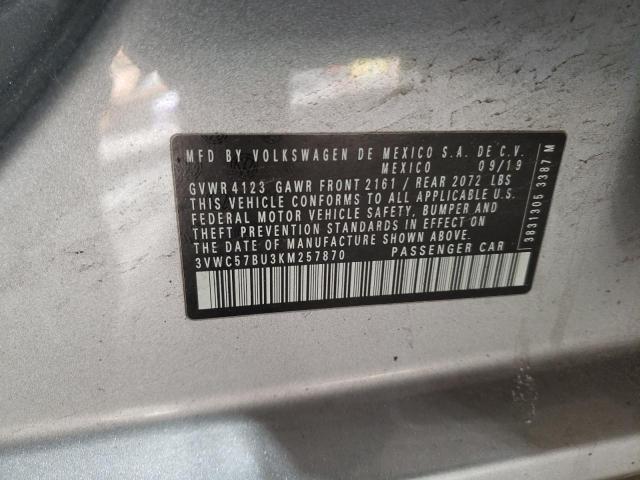 MFD BY VOLKSWAGEN DE MEXICO S.A. DE C.V.
MEXICO 09/19
GVWR 4123 GAWR FRONT 2161 / REAR 2072 LBS
THIS VEHICLE CONFORMS TO ALL APPLICABLE U.S.
FEDERAL MOTOR VEHICLE SAFETY, BUMPER AND
THEFT PREVENTION STANDARDS IN EFFECT ON
THE DATE OF MANUFACTURE SHOWN ABOVE.
3VWC57BU3KM257870 PASSENGER CAR
3831305 3387 M